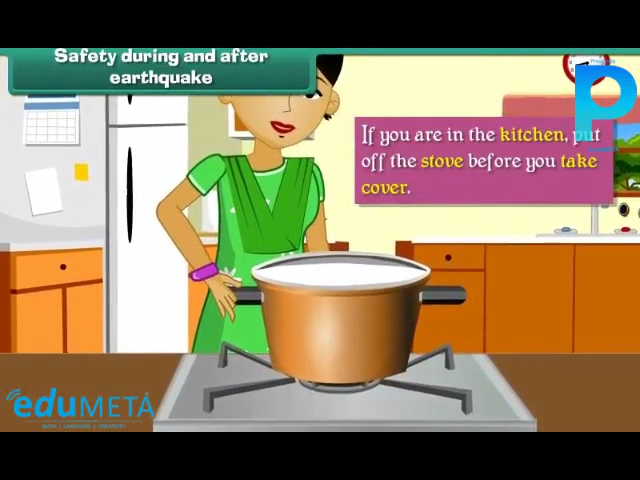 Safety during and after
earthquake
If you are in the kitchen, put
off the stove before you take
cover.
P
eduMETA